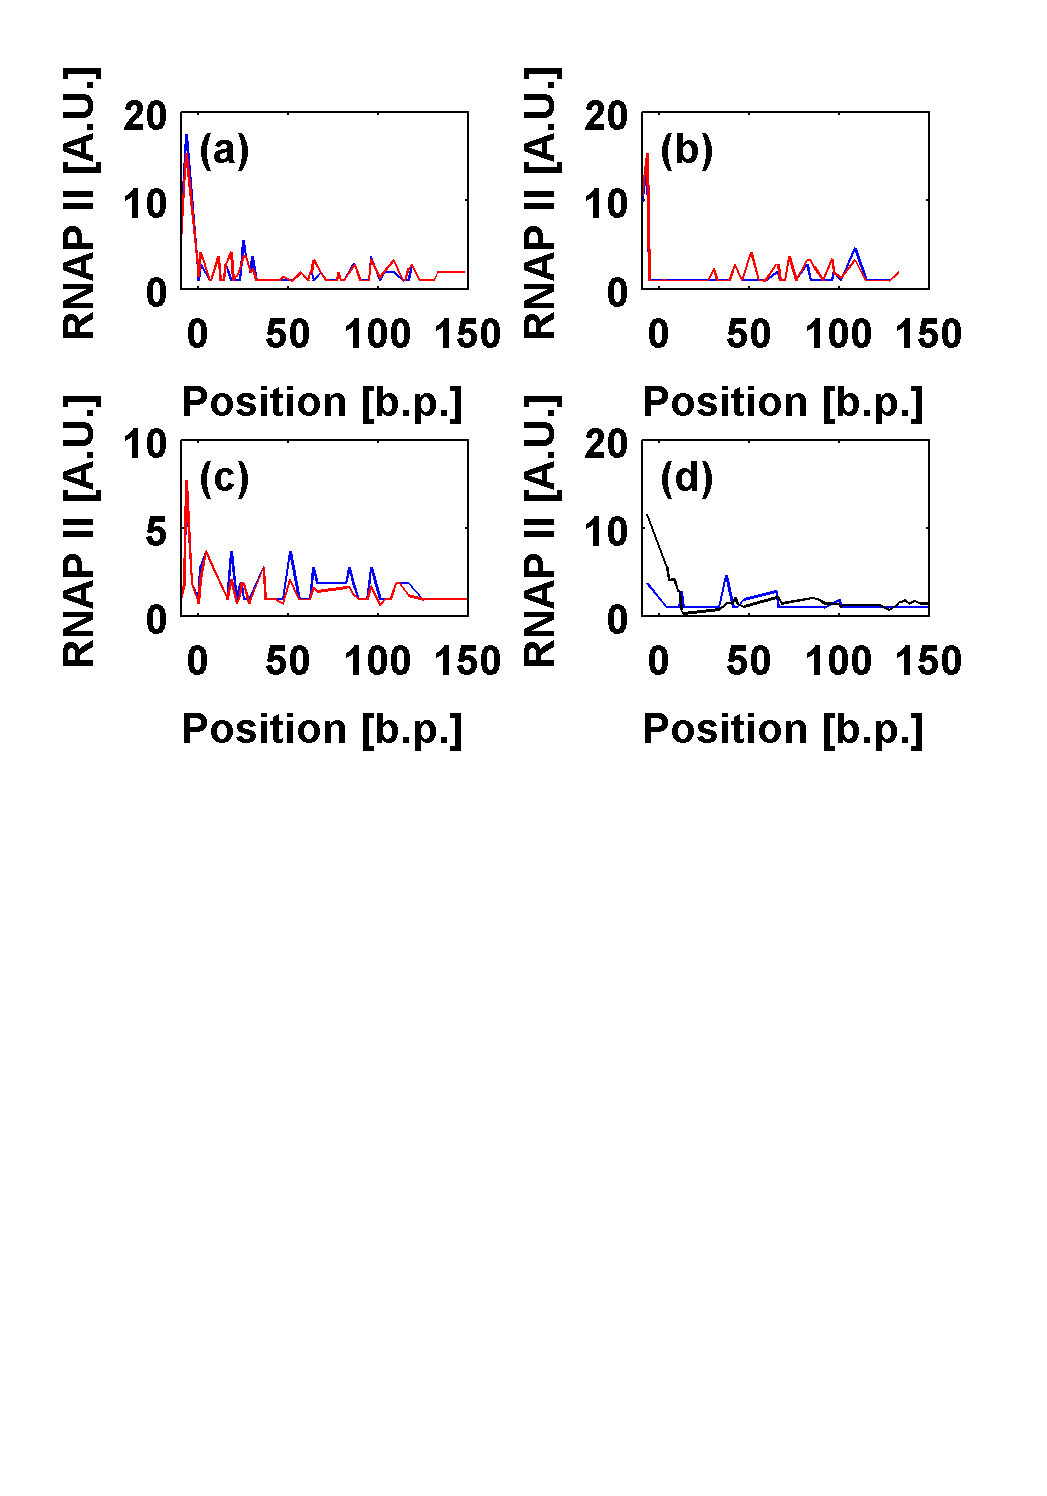 RNAP II [A.U.]
20
10
0
(a)
0 50 100 150
Position [b.p.]
RNAP II [A.U.]
20
10
0
(b)
0 50 100 150
Position [b.p.]
RNAP II [A.U.]
10
5
0
(c)
0 50 100 150
Position [b.p.]
RNAP II [A.U.]
20
10
0
(d)
0 50 100 150
Position [b.p.]